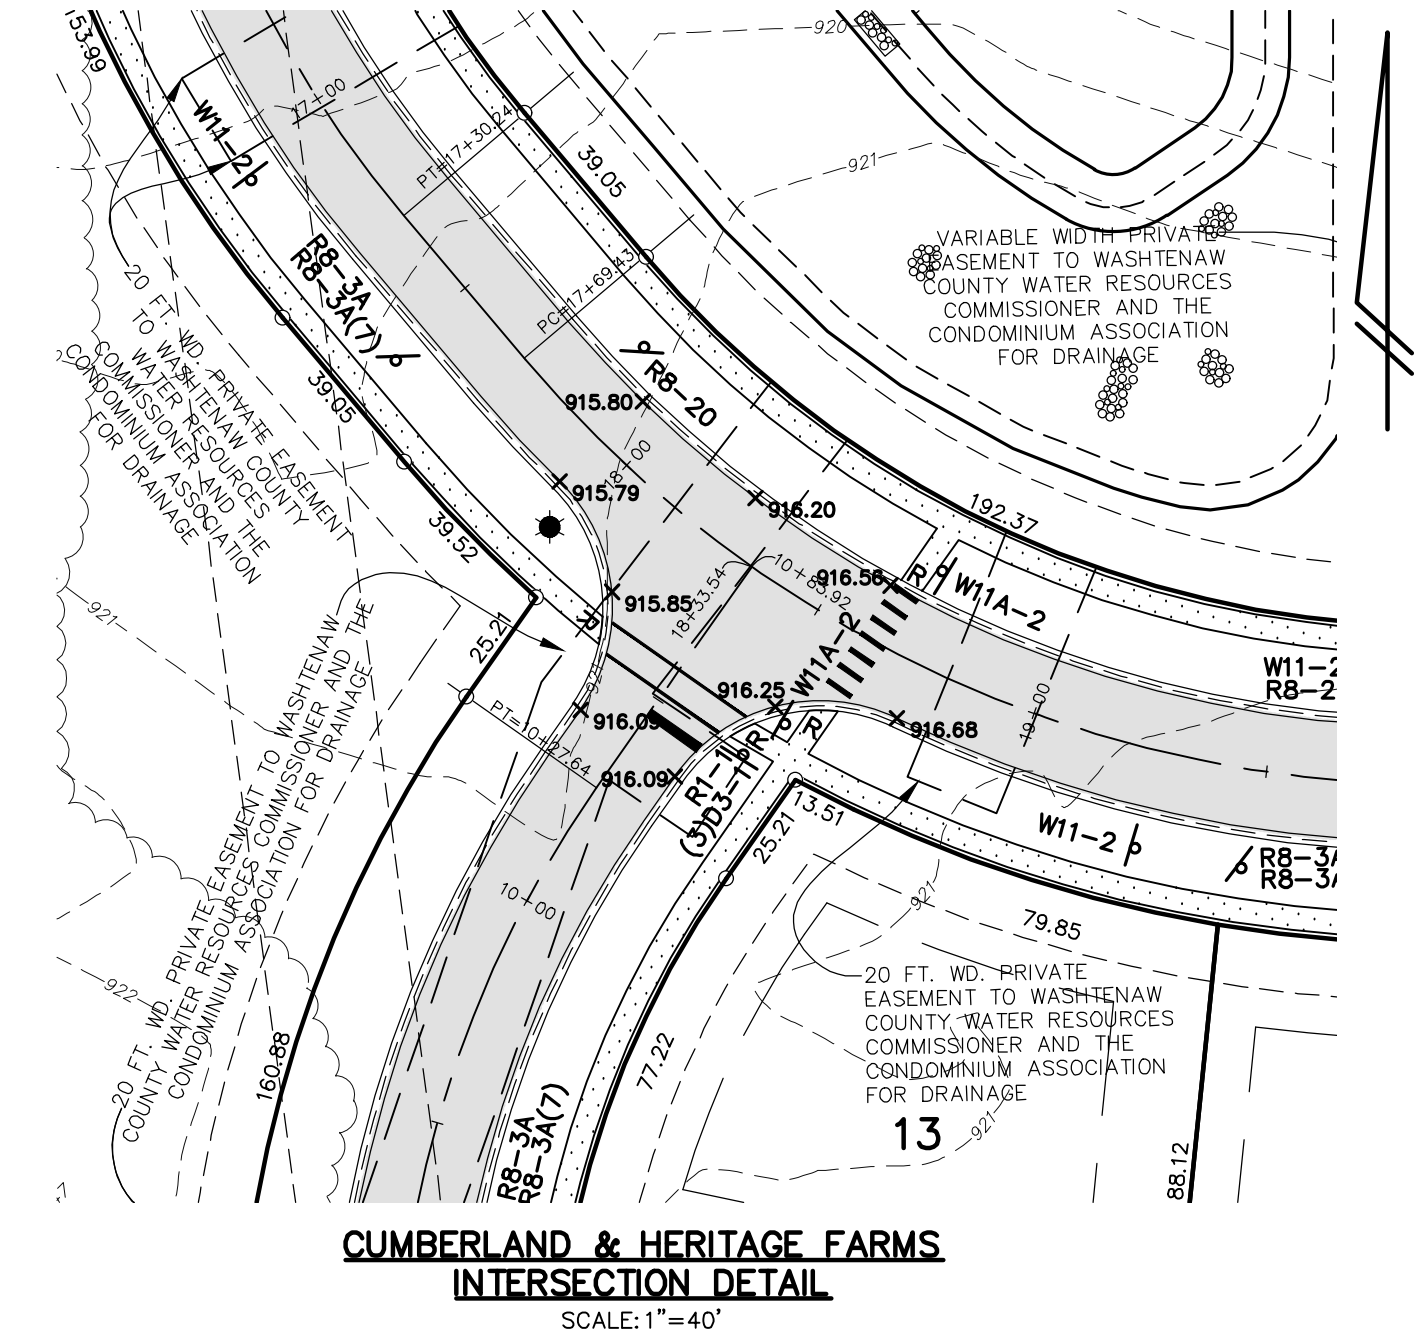 153.99
920
17+00
W11-2
PT=17+30.24
39.05
921
VARIABLE WIDTH PRIVATE
EASEMENT TO WASHTENAW
COUNTY WATER RESOURCES
COMMISSIONER AND THE
CONDOMINIUM ASSOCIATION
FOR DRAINAGE
R8-3A
R8-3A(7)
PC=17+69.43
20 FT. WD. PRIVATE EASEMENT
TO WASHTENAW COUNTY
WATER RESOURCES
COMMISSIONER AND THE
CONDOMINIUM ASSOCIATION
FOR DRAINAGE
39.05
R8-20
915.80
18+00
915.79
916.20
192.37
39.52
10+83.92
916.58
R
W11A-2
18+33.54
915.85
R
921
25.21
W11A-2
W11-2
R8-2
921
916.25
19+00
916.09
PT=10+27.64
916.68
R
R
916.09
R1-1
(3)D3-1
13.51
25.21
W11-2
R8-3A
R8-3A
20 FT. WD. PRIVATE EASEMENT TO WASHTENAW
COUNTY WATER RESOURCES COMMISSIONER AND THE
CONDOMINIUM ASSOCIATION FOR DRAINAGE
10+00
921
79.85
922
20 FT. WD. PRIVATE
EASEMENT TO WASHTENAW
COUNTY WATER RESOURCES
COMMISSIONER AND THE
CONDOMINIUM ASSOCIATION
FOR DRAINAGE
160.88
77.22
13
921
R8-3A
R8-3A(7)
88.12
CUMBERLAND & HERITAGE FARMS
INTERSECTION DETAIL
SCALE: 1"=40'